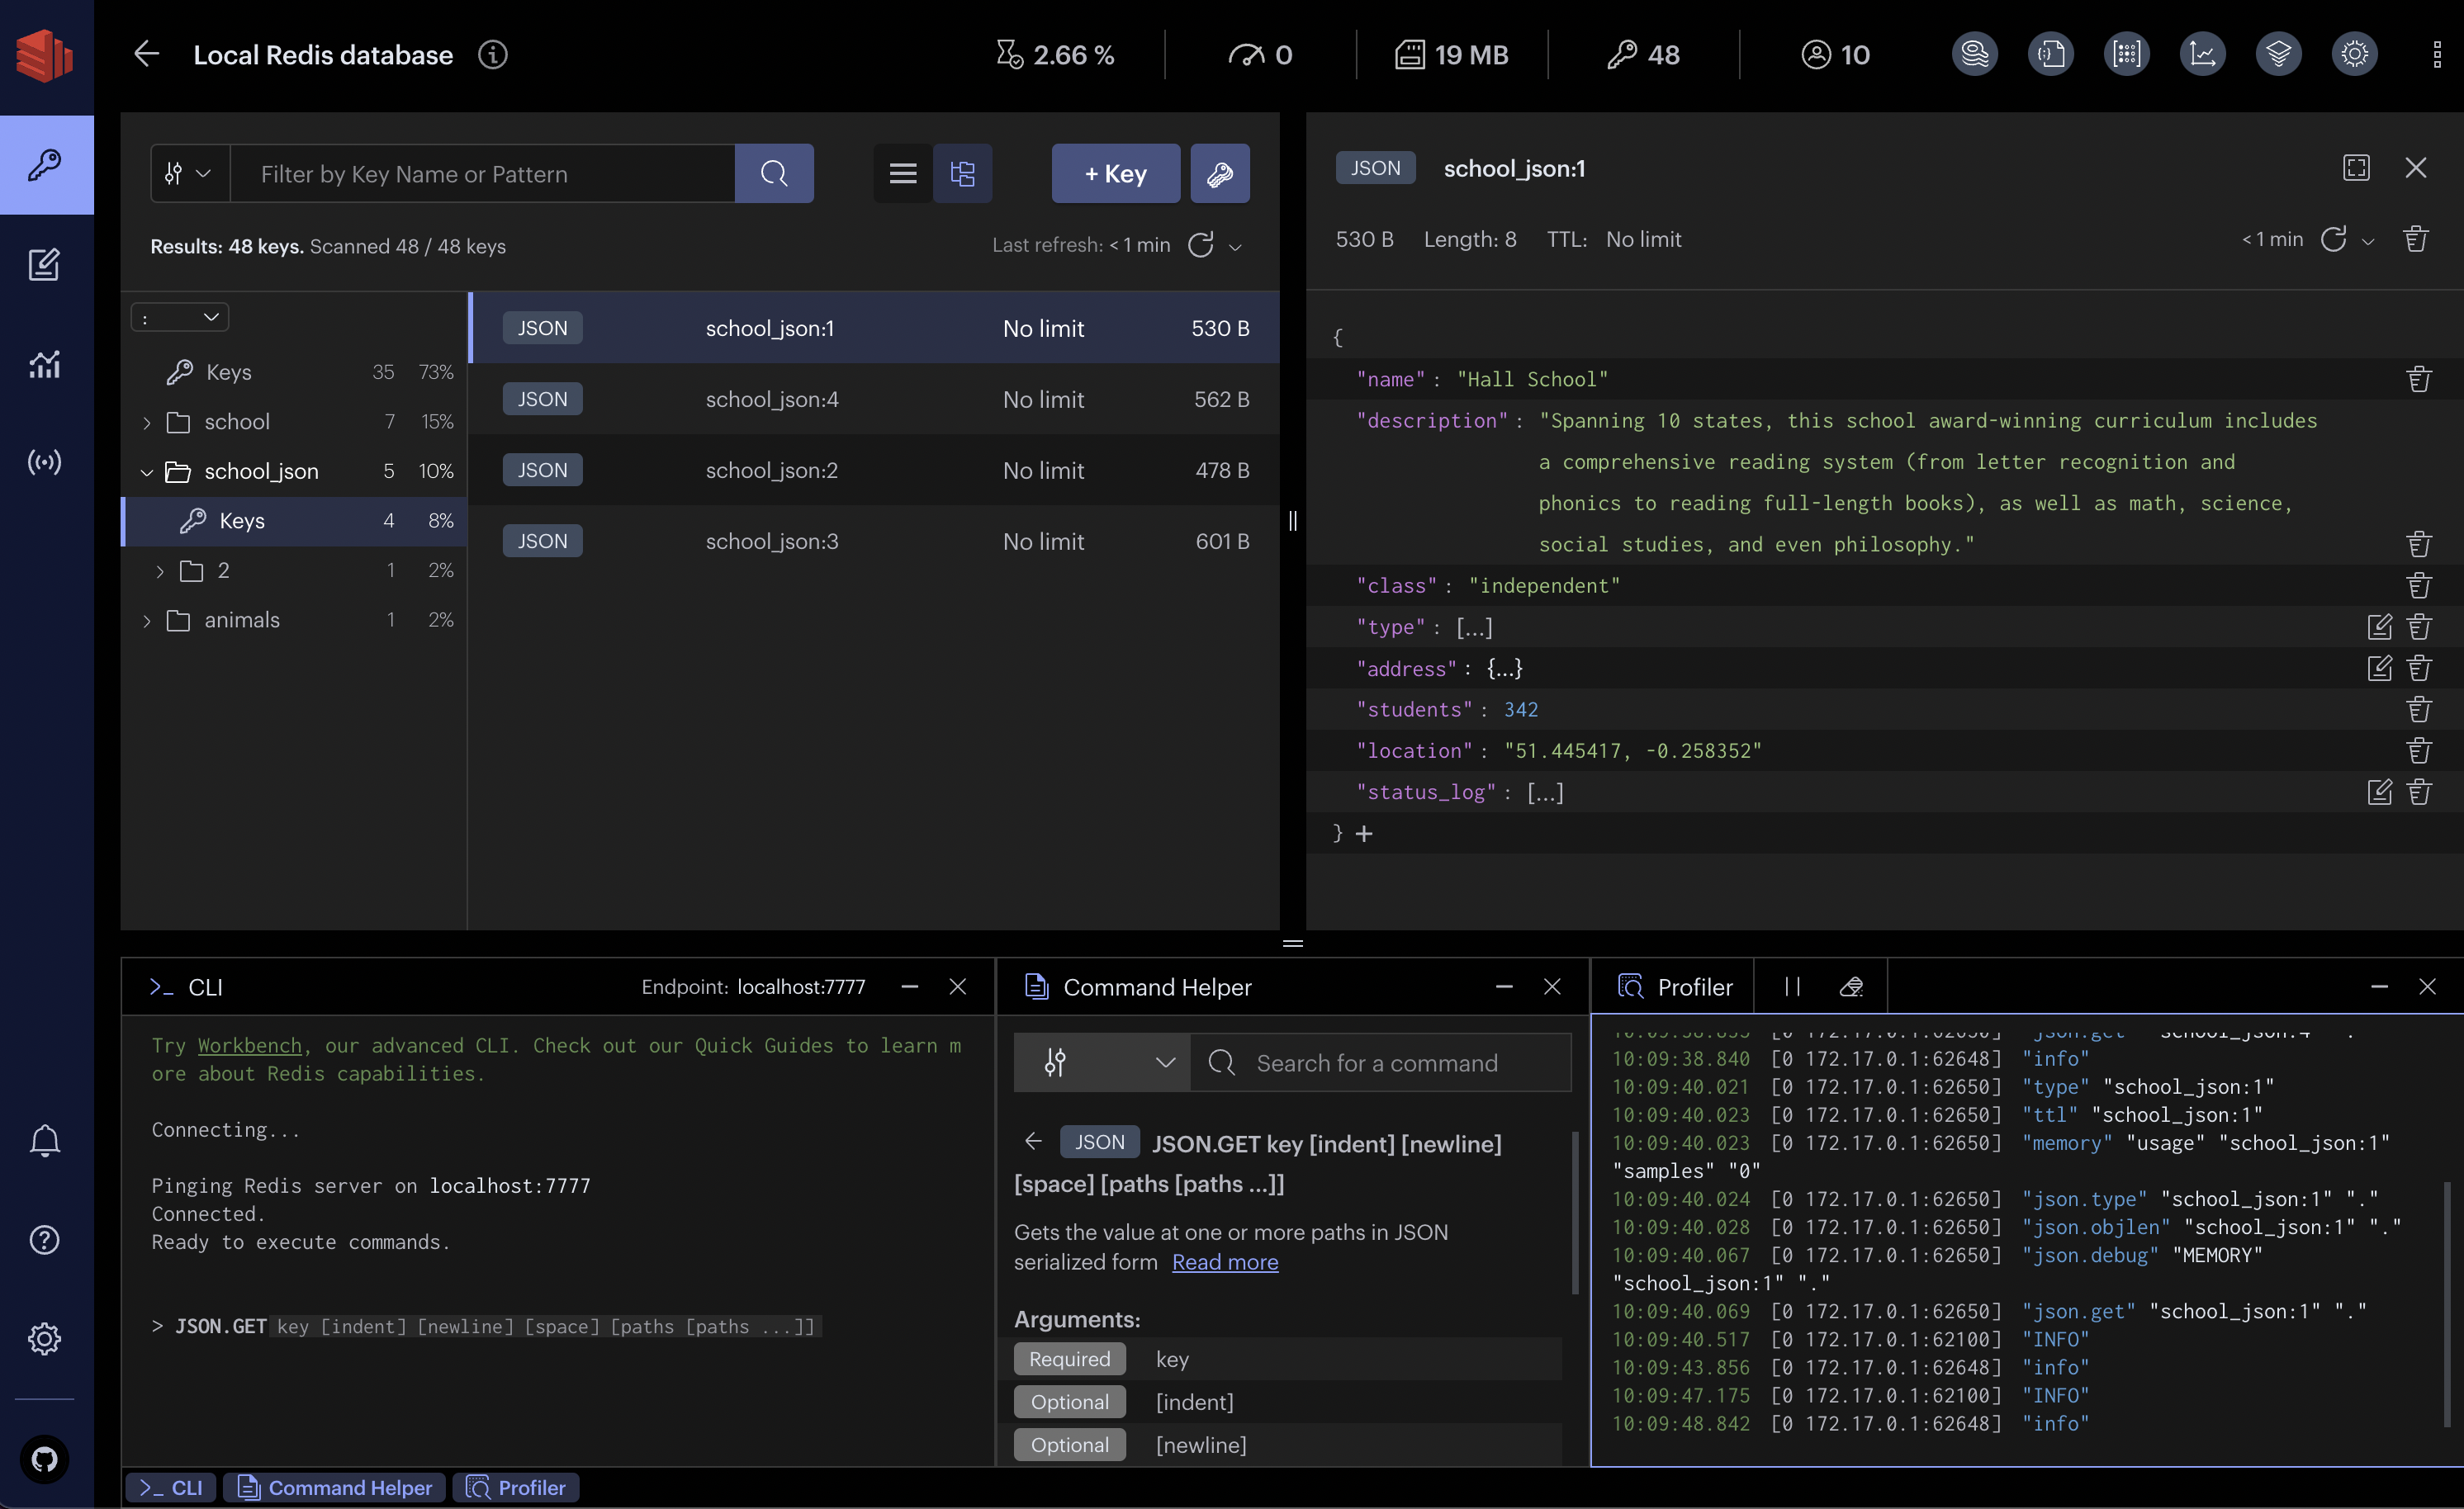 Local Redis database
2.66 %
0
19 MB
48
10
Filter by Key Name or Pattern
+ Key
Results: 48 keys. Scanned 48 / 48 keys
Last refresh: < 1 min
:
Keys 35 73%
school 7 15%
school_json 5 10%
Keys 4 8%
2 1 2%
animals 1 2%
JSON school_json:1 No limit 530 B
JSON school_json:4 No limit 562 B
JSON school_json:2 No limit 478 B
JSON school_json:3 No limit 601 B
JSON school_json:1
530 B Length: 8 TTL: No limit
< 1 min
{
"name" : "Hall School"
"description" : "Spanning 10 states, this school award-winning curriculum includes
a comprehensive reading system (from letter recognition and
phonics to reading full-length books), as well as math, science,
social studies, and even philosophy."
"class" : "independent"
"type" : [...]
"address" : {...}
"students" : 342
"location" : "51.445417, -0.258352"
"status_log" : [...]
} +
>_ CLI
Endpoint: localhost:7777
Try Workbench, our advanced CLI. Check out our Quick Guides to learn m
ore about Redis capabilities.
Connecting...
Pinging Redis server on localhost:7777
Connected.
Ready to execute commands.
> JSON.GET key [indent] [newline] [space] [paths [paths ...]]
Command Helper
Search for a command
JSON JSON.GET key [indent] [newline]
[space] [paths [paths ...]]
Gets the value at one or more paths in JSON
serialized form Read more
Arguments:
Required key
Optional [indent]
Optional [newline]
Profiler
[0 172.17.0.1:62650] "json.get" "school_json:4" "."
10:09:38.840 [0 172.17.0.1:62648] "info"
10:09:40.021 [0 172.17.0.1:62650] "type" "school_json:1"
10:09:40.023 [0 172.17.0.1:62650] "ttl" "school_json:1"
10:09:40.023 [0 172.17.0.1:62650] "memory" "usage" "school_json:1"
"samples" "0"
10:09:40.024 [0 172.17.0.1:62650] "json.type" "school_json:1" "."
10:09:40.028 [0 172.17.0.1:62650] "json.objlen" "school_json:1" "."
10:09:40.067 [0 172.17.0.1:62650] "json.debug" "MEMORY"
"school_json:1" "."
10:09:40.069 [0 172.17.0.1:62650] "json.get" "school_json:1" "."
10:09:40.517 [0 172.17.0.1:62100] "INFO"
10:09:43.856 [0 172.17.0.1:62648] "info"
10:09:47.175 [0 172.17.0.1:62100] "INFO"
10:09:48.842 [0 172.17.0.1:62648] "info"
>_ CLI
Command Helper
Profiler